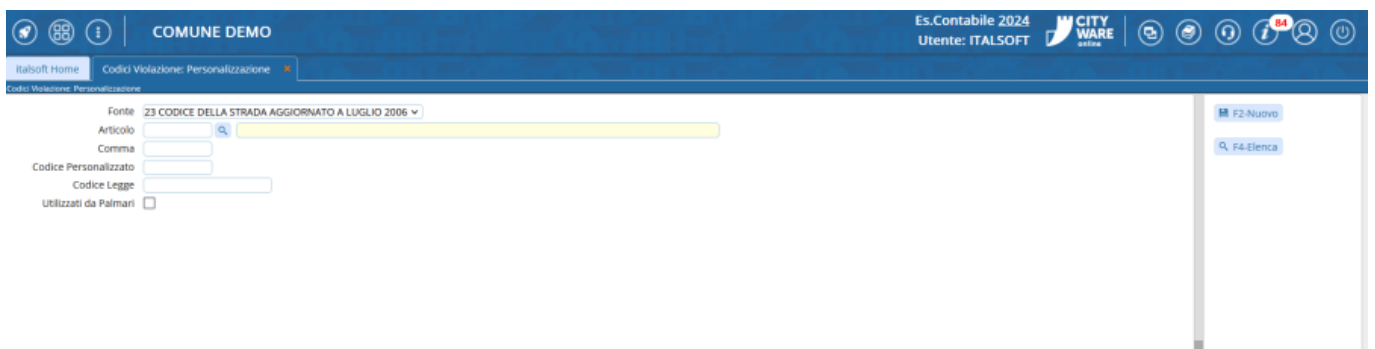 COMUNE DEMO
Es.Contabile 2024
Utente: ITALSOFT
CITY
WARE
online
84
italsoft Home
Codici Violazione: Personalizzazione
Codici Violazione: Personalizzazione
Fonte 23 CODICE DELLA STRADA AGGIORNATO A LUGLIO 2006
Articolo
Comma
Codice Personalizzato
Codice Legge
Utilizzati da Palmari
F2-Nuovo
F4-Elenca